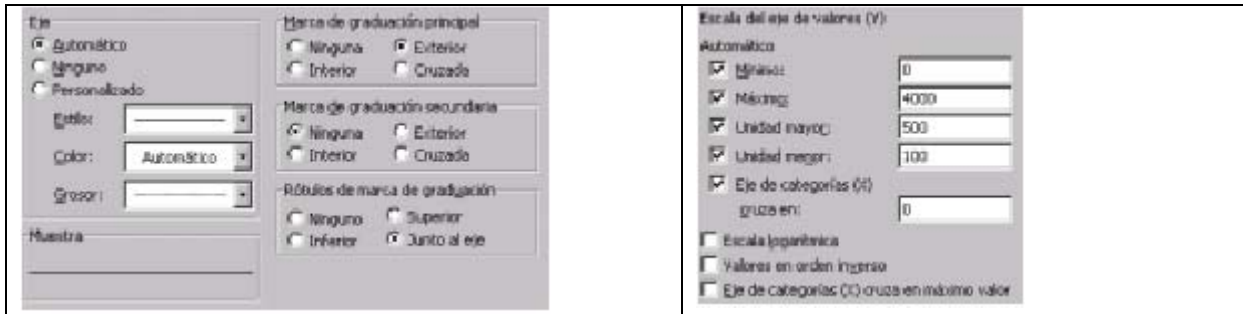 Eje
Automático
Ninguno
Personalizado
Estilo:
Color: Automático
Grosor:
Muestra
Marca de graduación principal
Ninguna Exterior
Interior Cruzada
Marca de graduación secundaria
Ninguna Exterior
Interior Cruzada
Rótulos de marca de graduación
Ninguno Superior
Inferior Junto al eje
Escala del eje de valores (Y)
Automático
Mínimo: 0
Máximo: 4000
Unidad mayor: 500
Unidad menor: 100
Eje de categorías (X)
cruza en: 0
Escala logarítmica
Valores en orden inverso
Eje de categorías (X) cruza en máximo valor